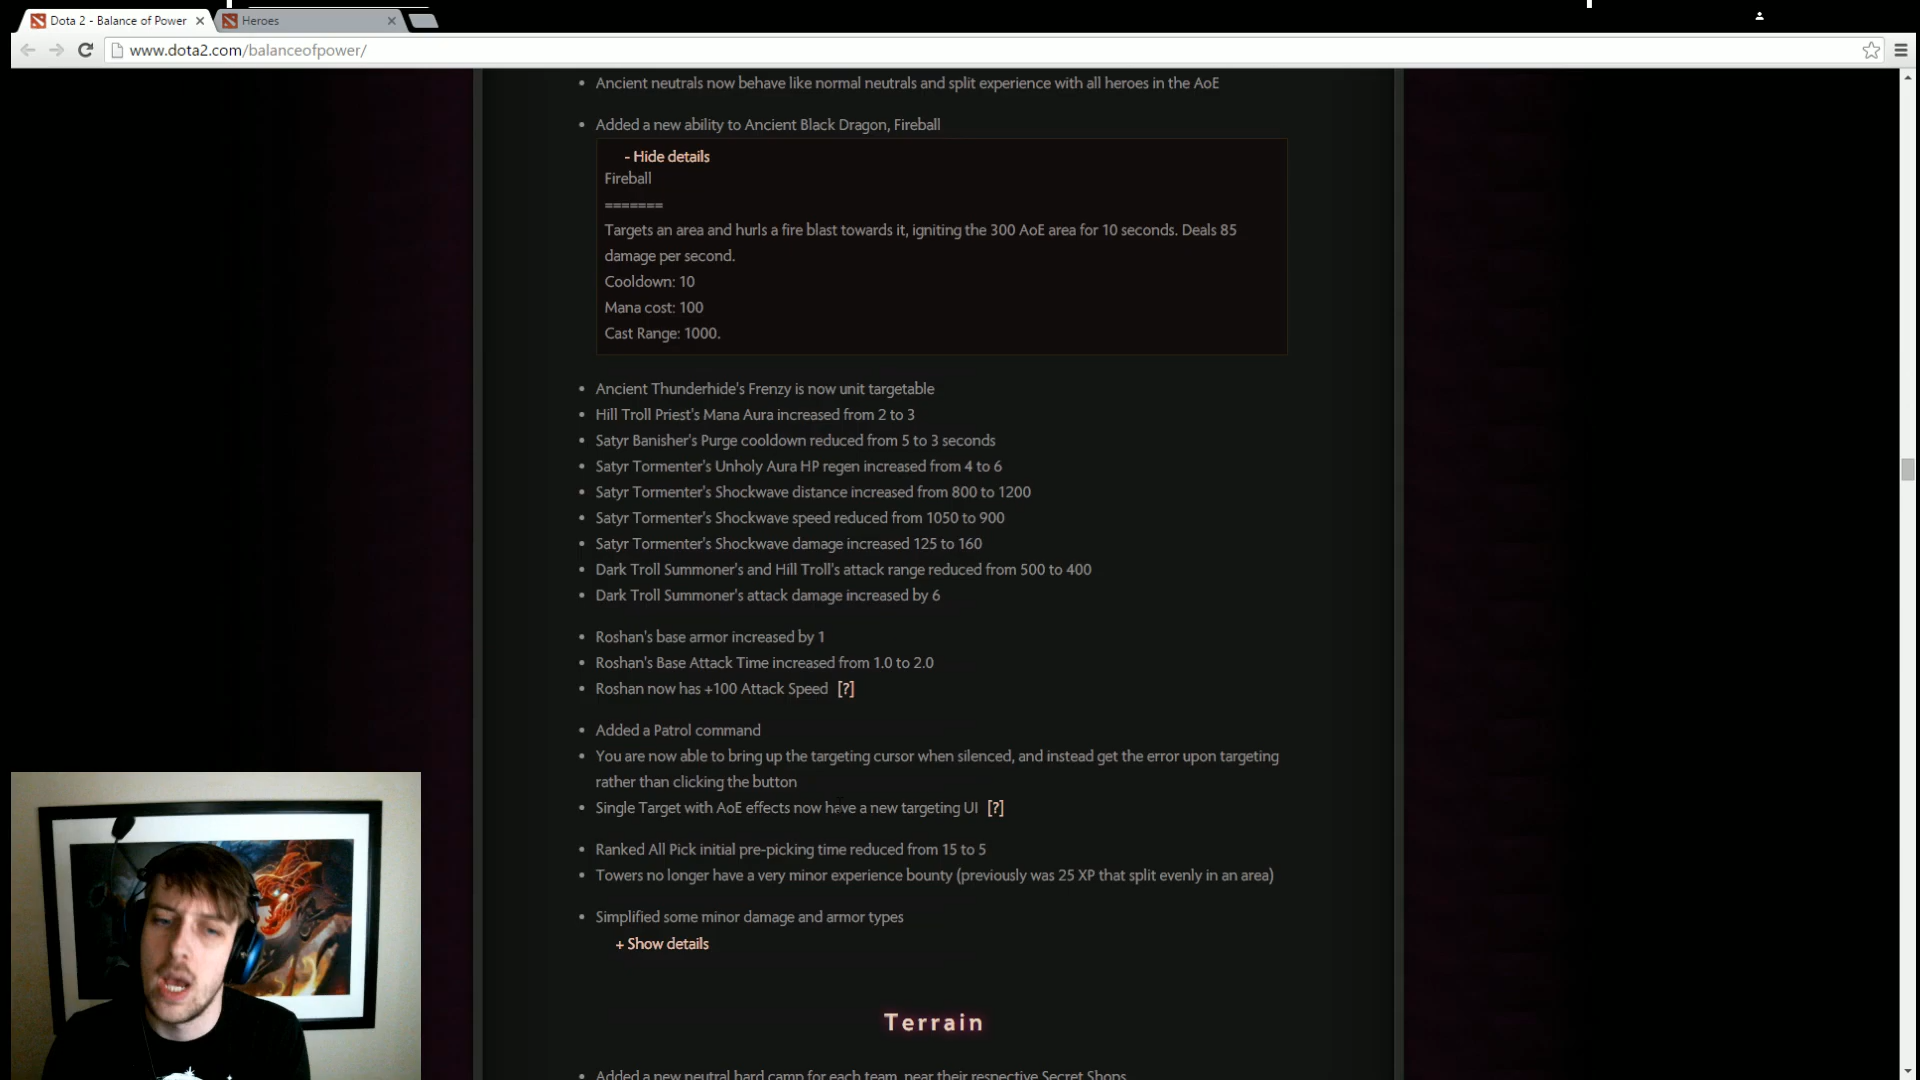 Dota 2 - Balance of Power
Heroes
www.dota2.com/balanceofpower/
• Ancient neutrals now behave like normal neutrals and split experience with all heroes in the AoE
• Added a new ability to Ancient Black Dragon, Fireball
- Hide details
Fireball
=======
Targets an area and hurls a fire blast towards it, igniting the 300 AoE area for 10 seconds. Deals 85
damage per second.
Cooldown: 10
Mana cost: 100
Cast Range: 1000.
• Ancient Thunderhide's Frenzy is now unit targetable
• Hill Troll Priest's Mana Aura increased from 2 to 3
• Satyr Banisher's Purge cooldown reduced from 5 to 3 seconds
• Satyr Tormenter's Unholy Aura HP regen increased from 4 to 6
• Satyr Tormenter's Shockwave distance increased from 800 to 1200
• Satyr Tormenter's Shockwave speed reduced from 1050 to 900
• Satyr Tormenter's Shockwave damage increased 125 to 160
• Dark Troll Summoner's and Hill Troll's attack range reduced from 500 to 400
• Dark Troll Summoner's attack damage increased by 6
• Roshan's base armor increased by 1
• Roshan's Base Attack Time increased from 1.0 to 2.0
• Roshan now has +100 Attack Speed [?]
• Added a Patrol command
• You are now able to bring up the targeting cursor when silenced, and instead get the error upon targeting
rather than clicking the button
• Single Target with AoE effects now have a new targeting UI [?]
• Ranked All Pick initial pre-picking time reduced from 15 to 5
• Towers no longer have a very minor experience bounty (previously was 25 XP that split evenly in an area)
• Simplified some minor damage and armor types
+ Show details
Terrain
• Added a new neutral hard camp for each team, near their respective Secret Shops